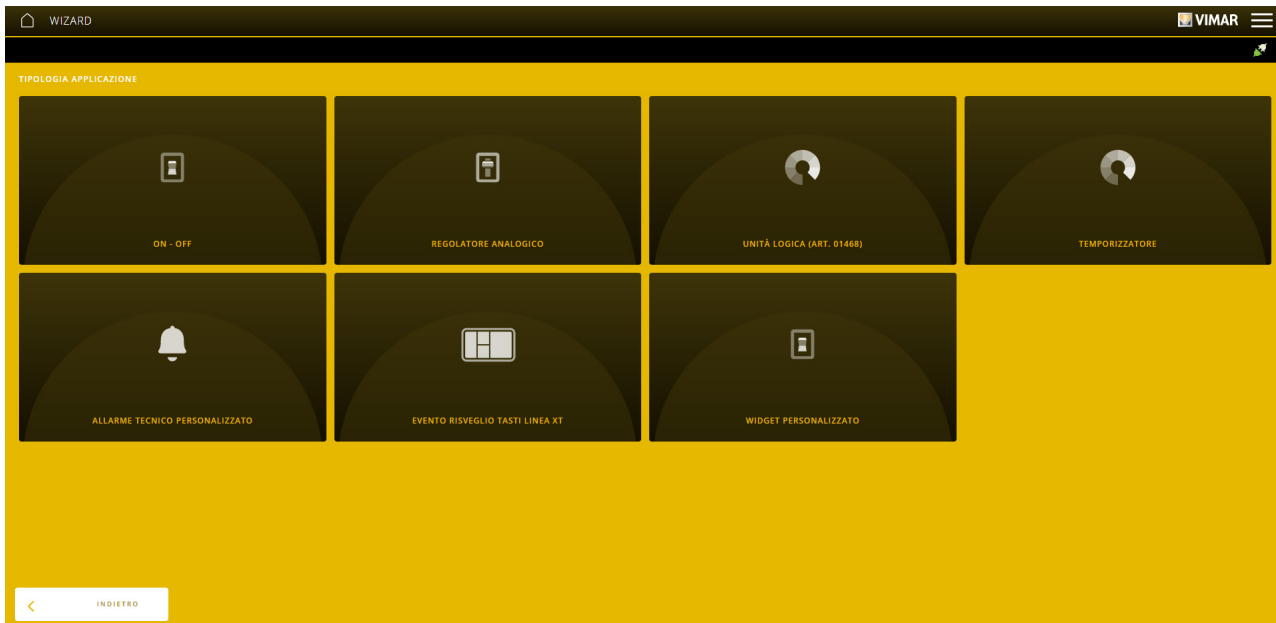 WIZARD
VIMAR
TIPOLOGIA APPLICAZIONE
ON - OFF
REGOLATORE ANALOGICO
UNITÀ LOGICA (ART. 01468)
TEMPORIZZATORE
ALLARME TECNICO PERSONALIZZATO
EVENTO RISVEGLIO TASTI LINEA XT
WIDGET PERSONALIZZATO
INDIETRO